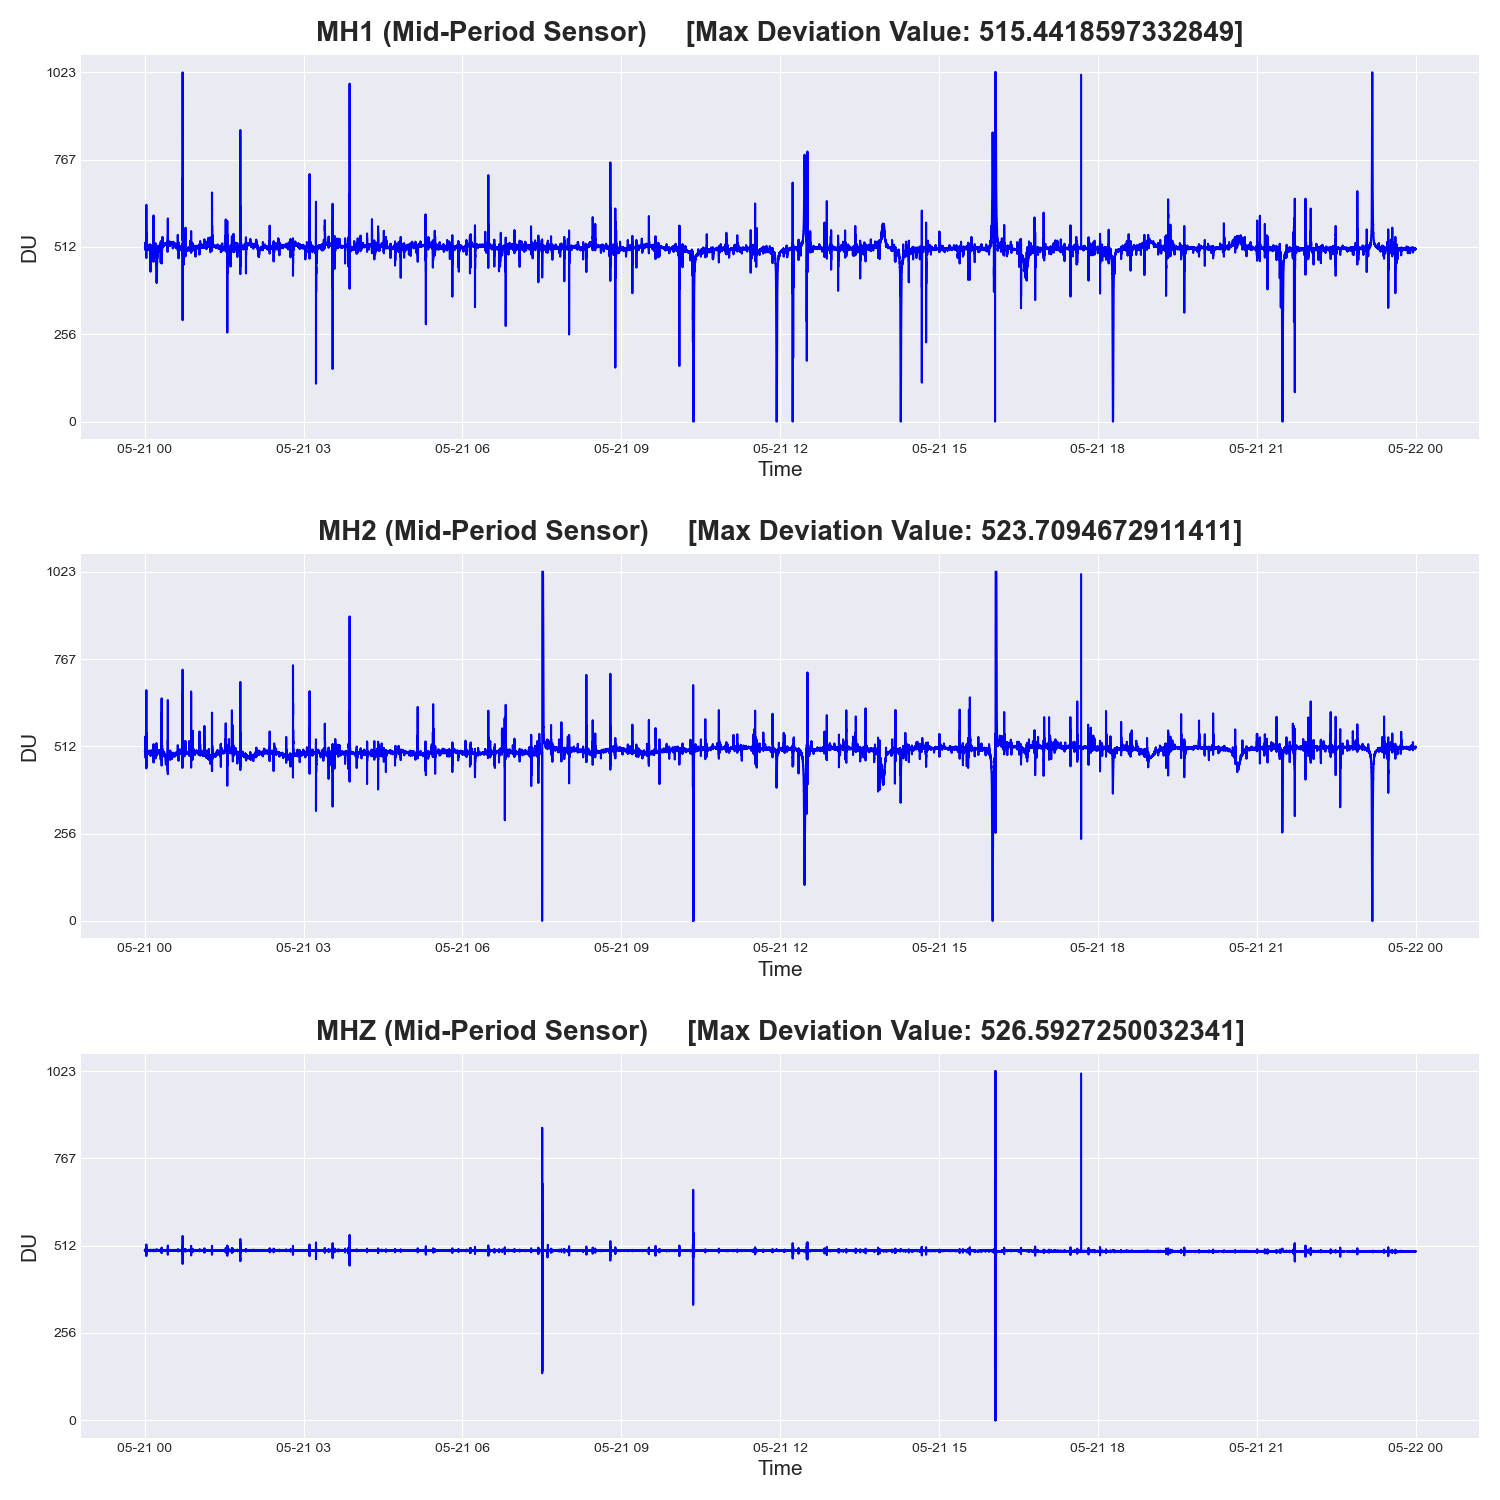 MH1 (Mid-Period Sensor) [Max Deviation Value: 515.4418597332849]
1023
767
512
256
0
DU
05-21 00 05-21 03 05-21 06 05-21 09 05-21 12 05-21 15 05-21 18 05-21 21 05-22 00
Time
MH2 (Mid-Period Sensor) [Max Deviation Value: 523.7094672911411]
1023
767
512
256
0
DU
05-21 00 05-21 03 05-21 06 05-21 09 05-21 12 05-21 15 05-21 18 05-21 21 05-22 00
Time
MHZ (Mid-Period Sensor) [Max Deviation Value: 526.5927250032341]
1023
767
512
256
0
DU
05-21 00 05-21 03 05-21 06 05-21 09 05-21 12 05-21 15 05-21 18 05-21 21 05-22 00
Time